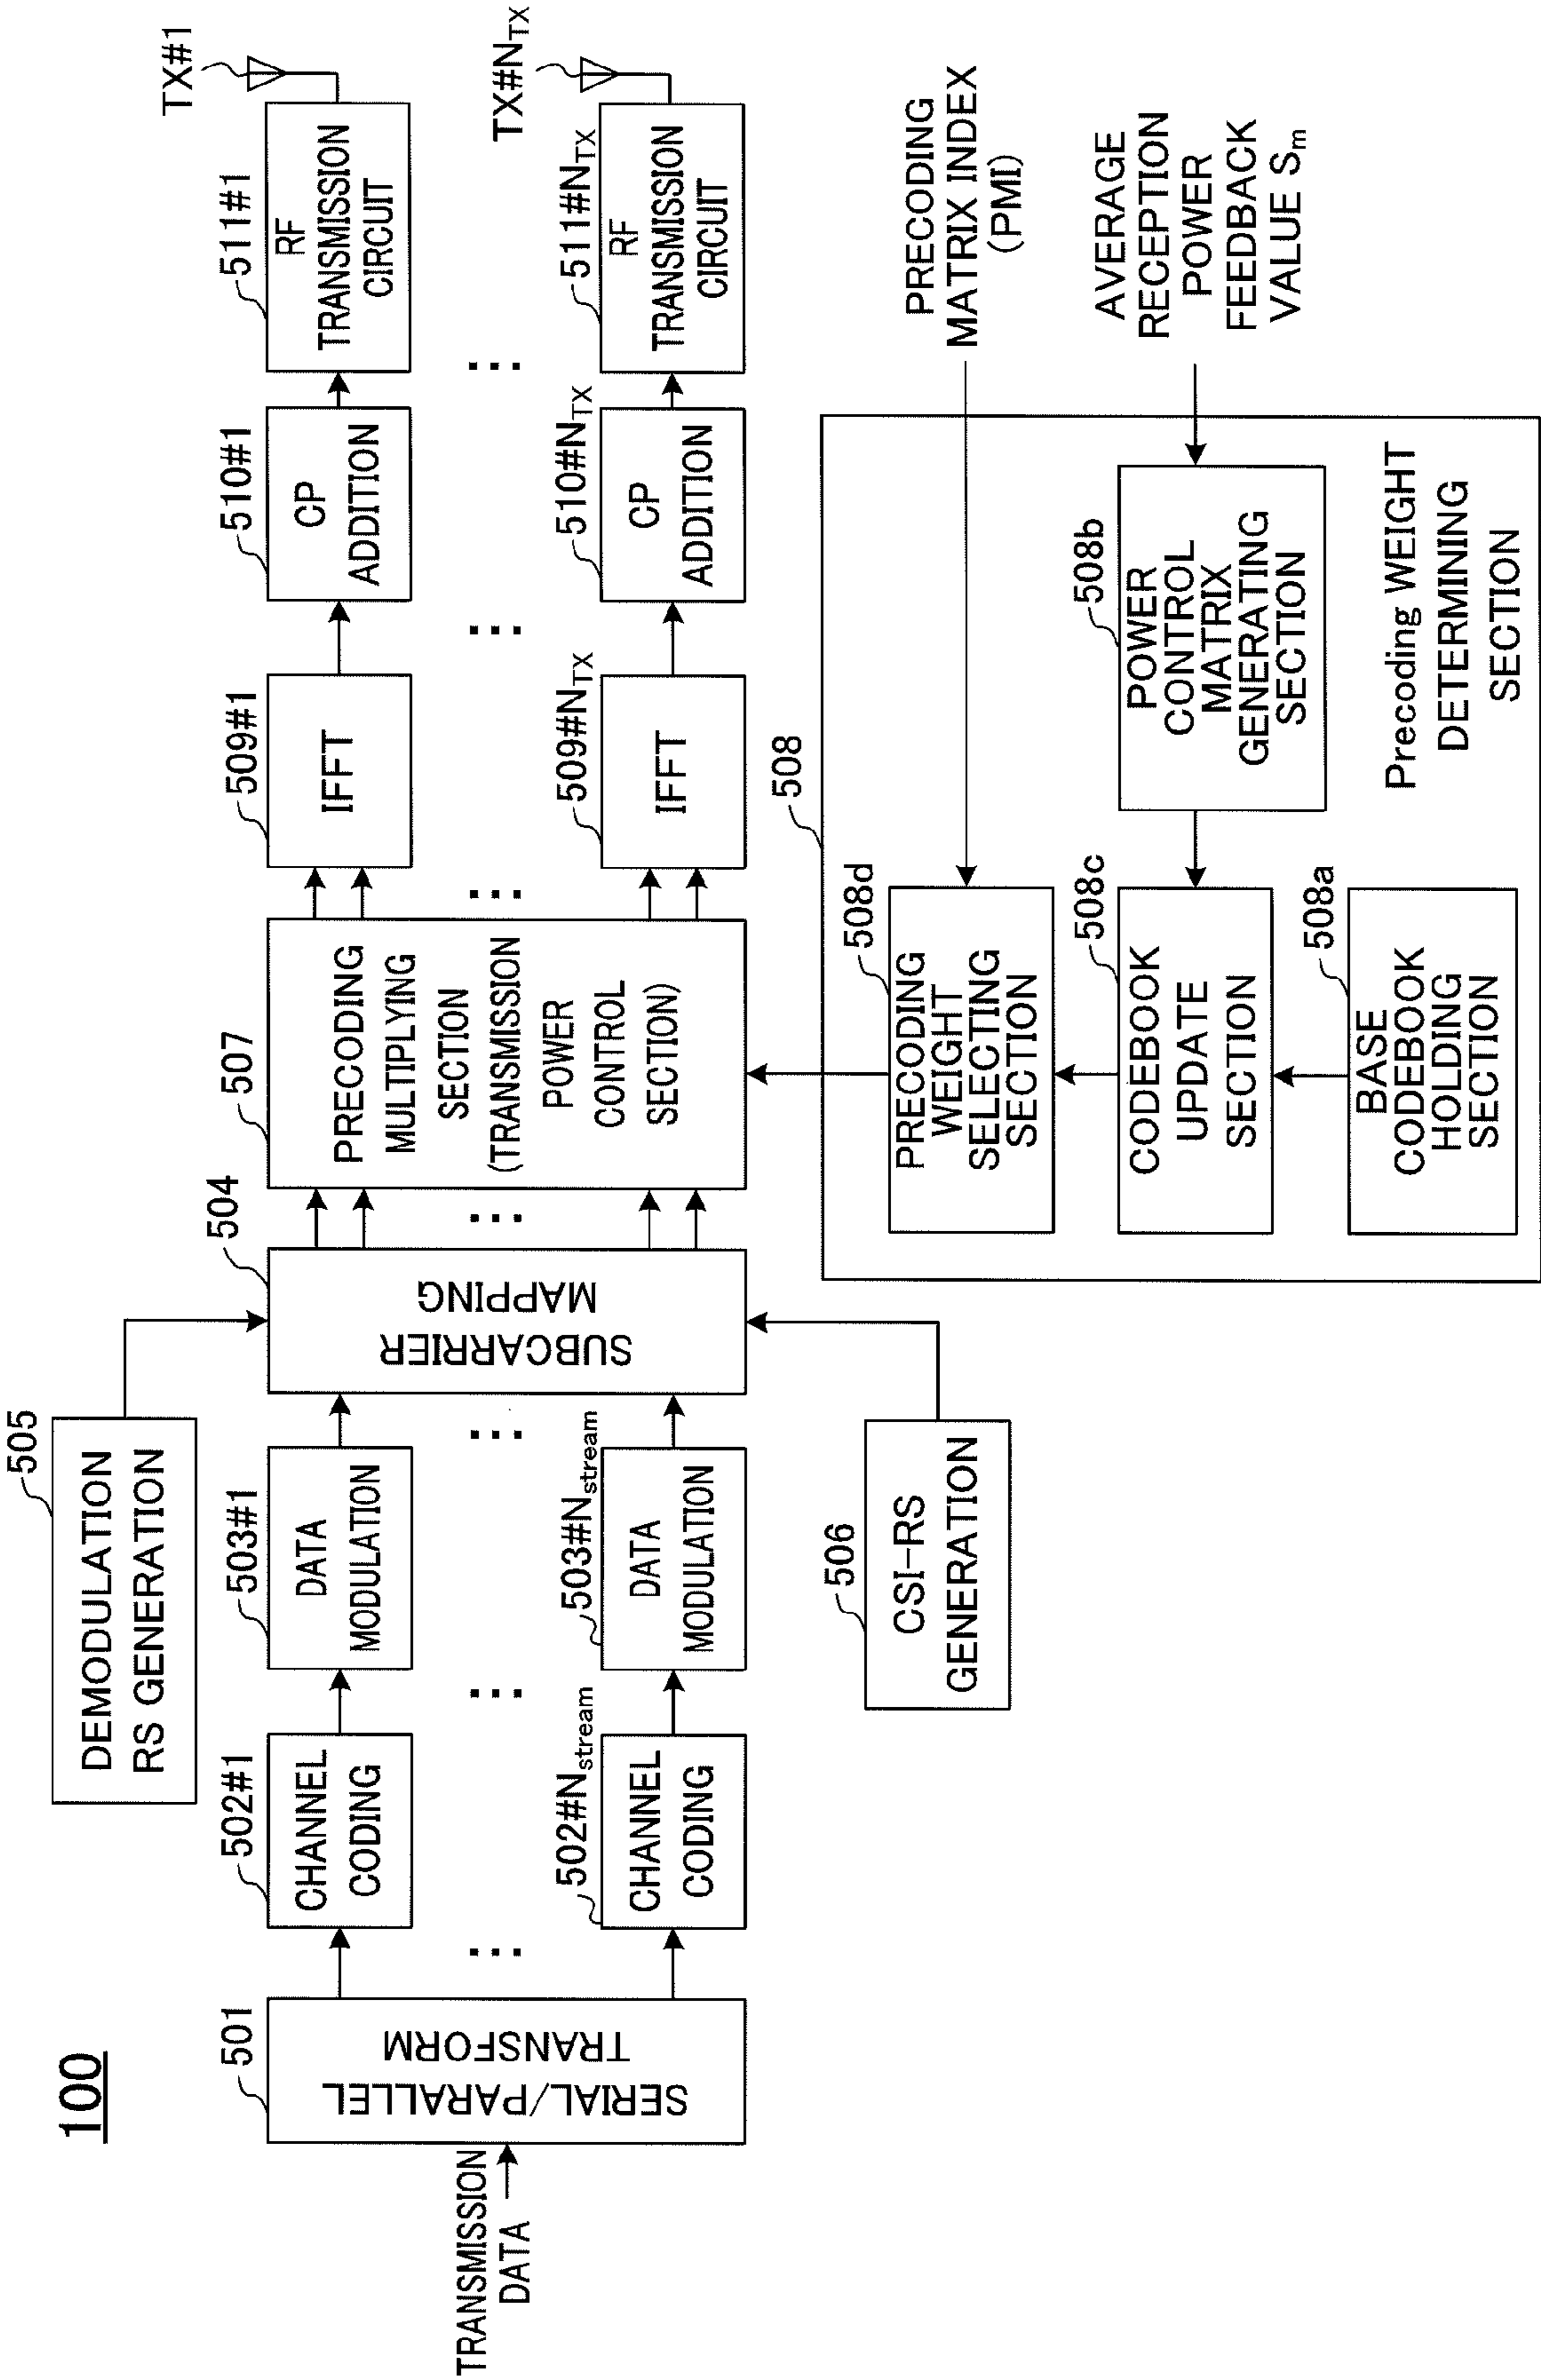 100
TRANSMISSION
DATA
501
SERIAL/PARALLEL
TRANSFORM
502#1
CHANNEL
CODING
502#Nstream
CHANNEL
CODING
503#1
DATA
MODULATION
503#Nstream
DATA
MODULATION
505
DEMODULATION
RS GENERATION
504
SUBCARRIER
MAPPING
506
CSI-RS
GENERATION
507
PRECODING
MULTIPLYING
SECTION
(TRANSMISSION
POWER
CONTROL
SECTION)
509#1
IFFT
509#NTX
IFFT
510#1
CP
ADDITION
510#NTX
CP
ADDITION
511#1
RF
TRANSMISSION
CIRCUIT
511#NTX
RF
TRANSMISSION
CIRCUIT
TX#1
TX#NTX
508
508d
PRECODING
WEIGHT
SELECTING
SECTION
508c
CODEBOOK
UPDATE
SECTION
508a
BASE
CODEBOOK
HOLDING
SECTION
508b
POWER
CONTROL
MATRIX
GENERATING
SECTION
Precoding WEIGHT
DETERMINING
SECTION
PRECODING
MATRIX INDEX
(PMI)
AVERAGE
RECEPTION
POWER
FEEDBACK
VALUE Sm